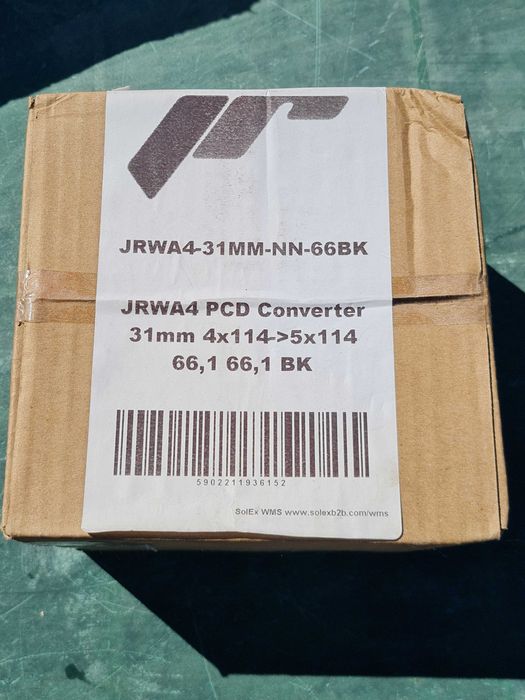 JR
JRWA4-31MM-NN-66BK
JRWA4 PCD Converter
31mm 4x114->5x114
66,1 66,1 BK
5902211936152
SolEx WMS www.solexb2b.com/wms